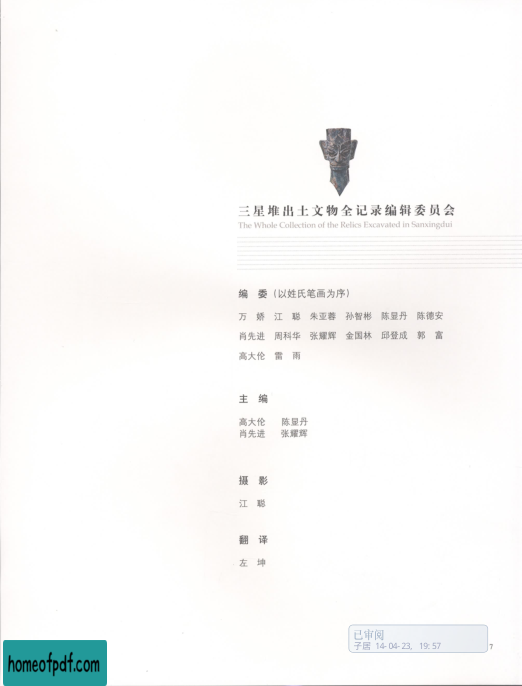 三星堆出土文物全记录编辑委员会
The Whole Collection of the Relics Excavated in Sanxingdui
编 委 (以姓氏笔画为序)
万 娇 江 聪 朱亚蓉 孙智彬 陈显丹 陈德安
肖先进 周科华 张耀辉 金国林 邱登成 郭 富
高大伦 雷 雨
主 编
高大伦 陈显丹
肖先进 张耀辉
摄 影
江 聪
翻 译
左 坤
已审阅
子居 14-04-23, 19:57
7
homeofpdf.com